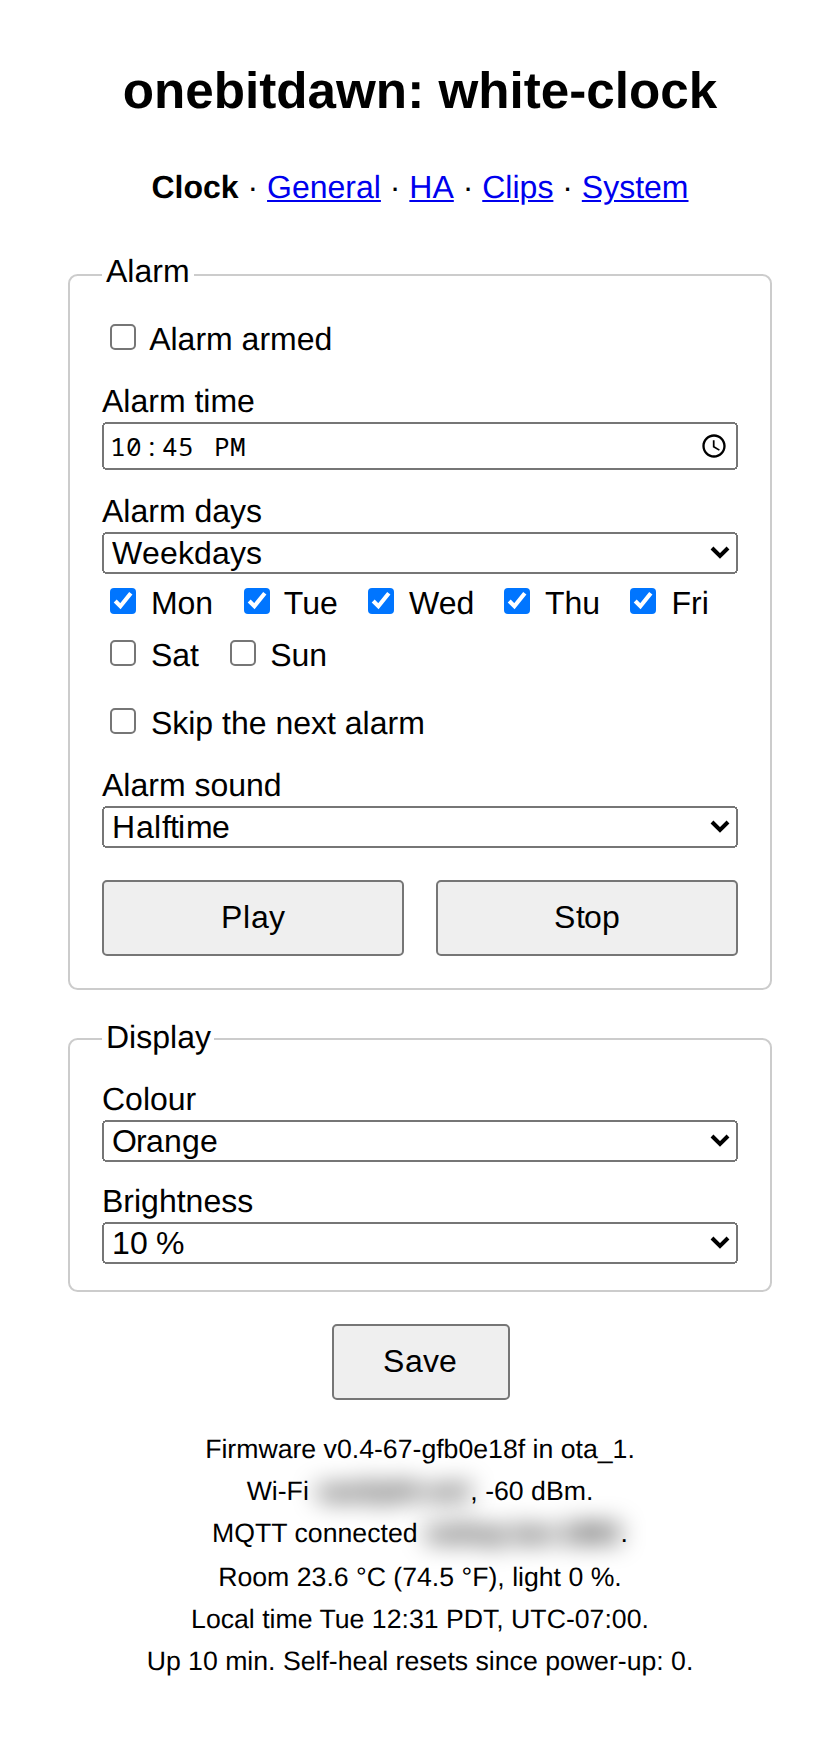 onebitdawn: white-clock
Clock · General · HA · Clips · System
Alarm
Alarm armed
Alarm time
10:45 PM
Alarm days
Weekdays
Mon Tue Wed Thu Fri
Sat Sun
Skip the next alarm
Alarm sound
Halftime
Play Stop
Display
Colour
Orange
Brightness
10 %
Save
Firmware v0.4-67-gfb0e18f in ota_1.
Wi-Fi , -60 dBm.
MQTT connected .
Room 23.6 °C (74.5 °F), light 0 %.
Local time Tue 12:31 PDT, UTC-07:00.
Up 10 min. Self-heal resets since power-up: 0.